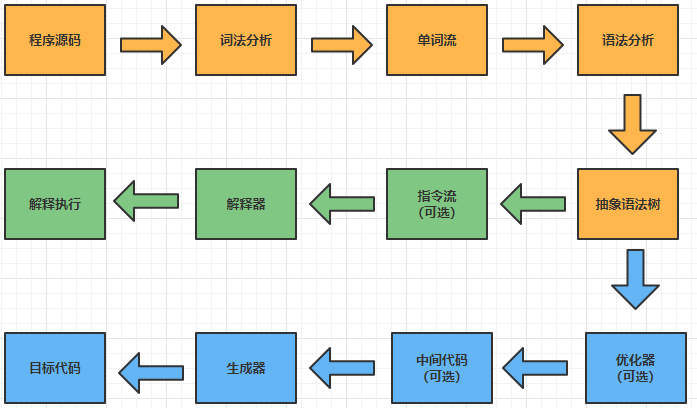 程序源码
词法分析
单词流
语法分析
解释执行
解释器
指令流
（可选）
抽象语法树
目标代码
生成器
中间代码
（可选）
优化器
（可选）